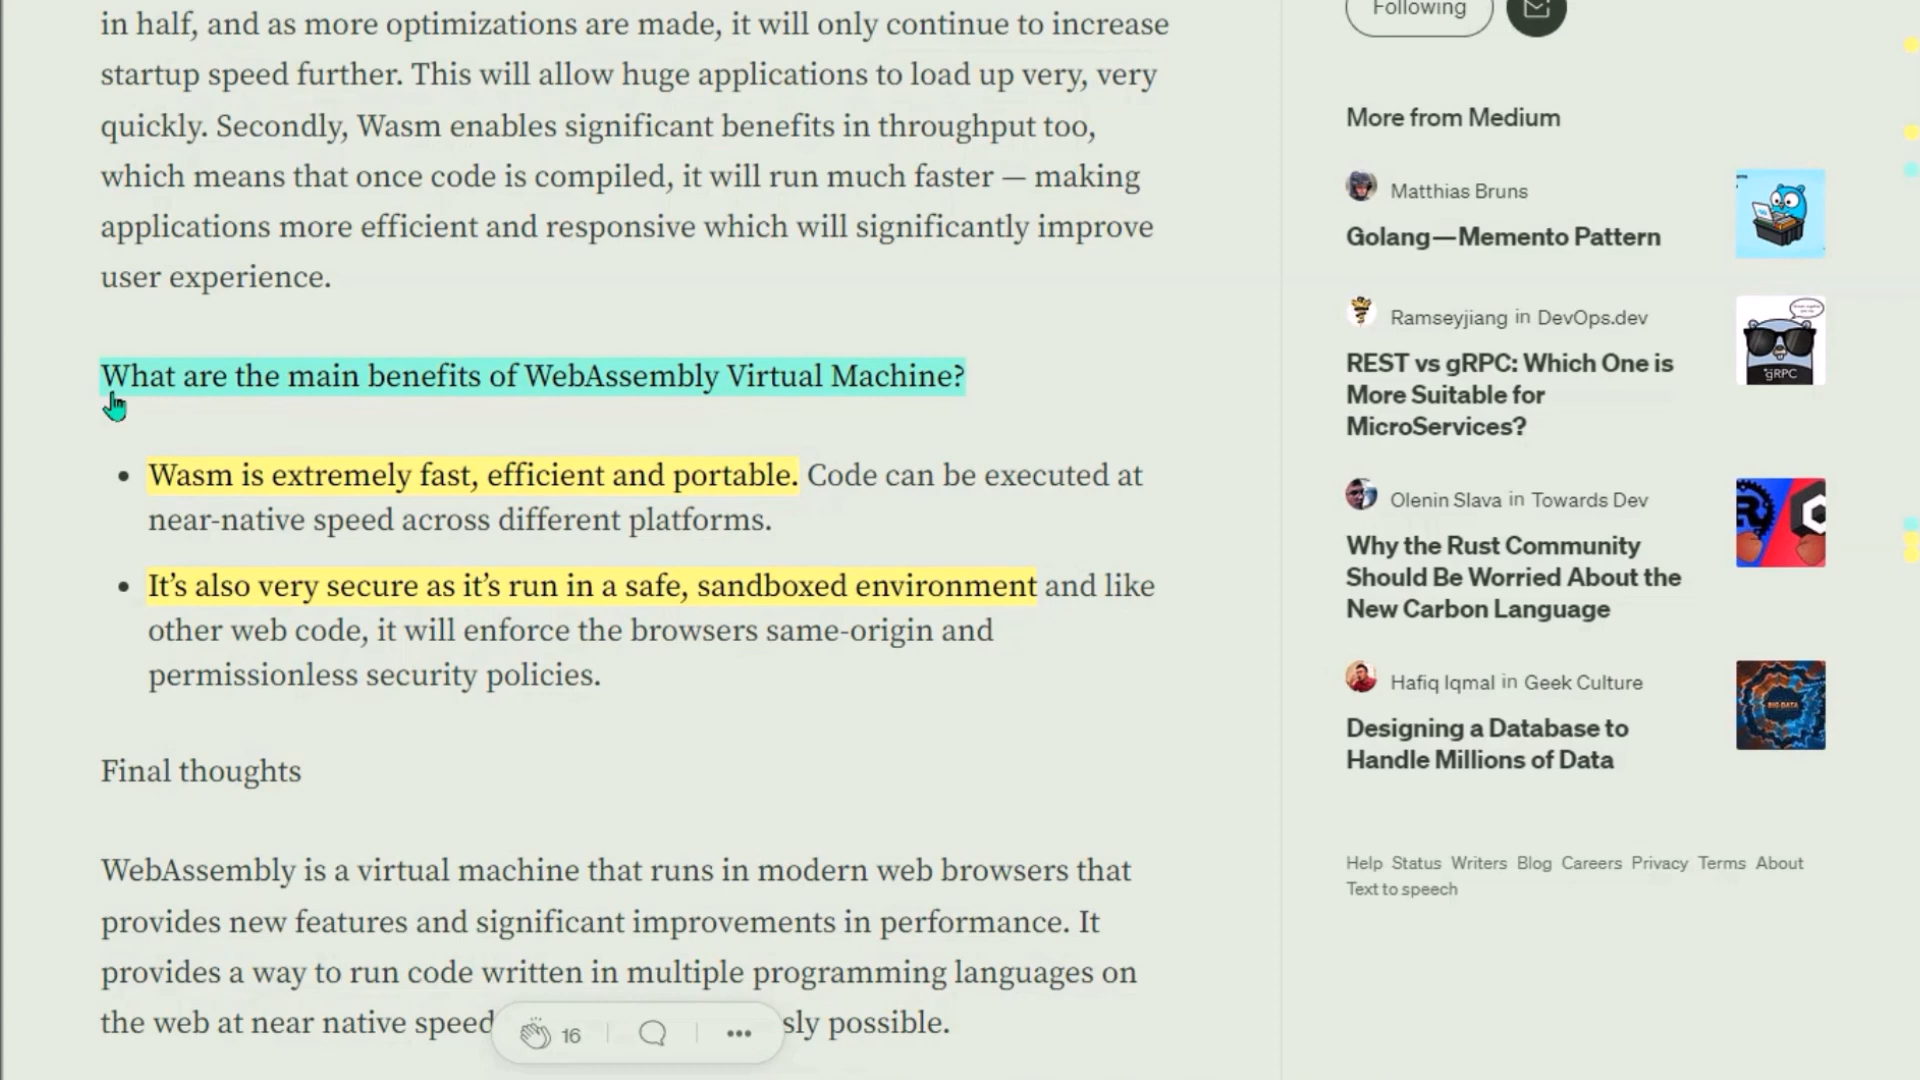 in half, and as more optimizations are made, it will only continue to increase
startup speed further. This will allow huge applications to load up very, very
quickly. Secondly, Wasm enables significant benefits in throughput too,
which means that once code is compiled, it will run much faster — making
applications more efficient and responsive which will significantly improve
user experience.
What are the main benefits of WebAssembly Virtual Machine?
• Wasm is extremely fast, efficient and portable. Code can be executed at
near-native speed across different platforms.
• It’s also very secure as it’s run in a safe, sandboxed environment and like
other web code, it will enforce the browsers same-origin and
permissionless security policies.
Final thoughts
WebAssembly is a virtual machine that runs in modern web browsers that
provides new features and significant improvements in performance. It
provides a way to run code written in multiple programming languages on
the web at near native speed sly possible.
16
Following
More from Medium
Matthias Bruns
Golang—Memento Pattern
Ramseyjiang in DevOps.dev
REST vs gRPC: Which One is
More Suitable for
MicroServices?
gRPC
Olenin Slava in Towards Dev
Why the Rust Community
Should Be Worried About the
New Carbon Language
Hafiq Iqmal in Geek Culture
Designing a Database to
Handle Millions of Data
BIG DATA
Help Status Writers Blog Careers Privacy Terms About
Text to speech